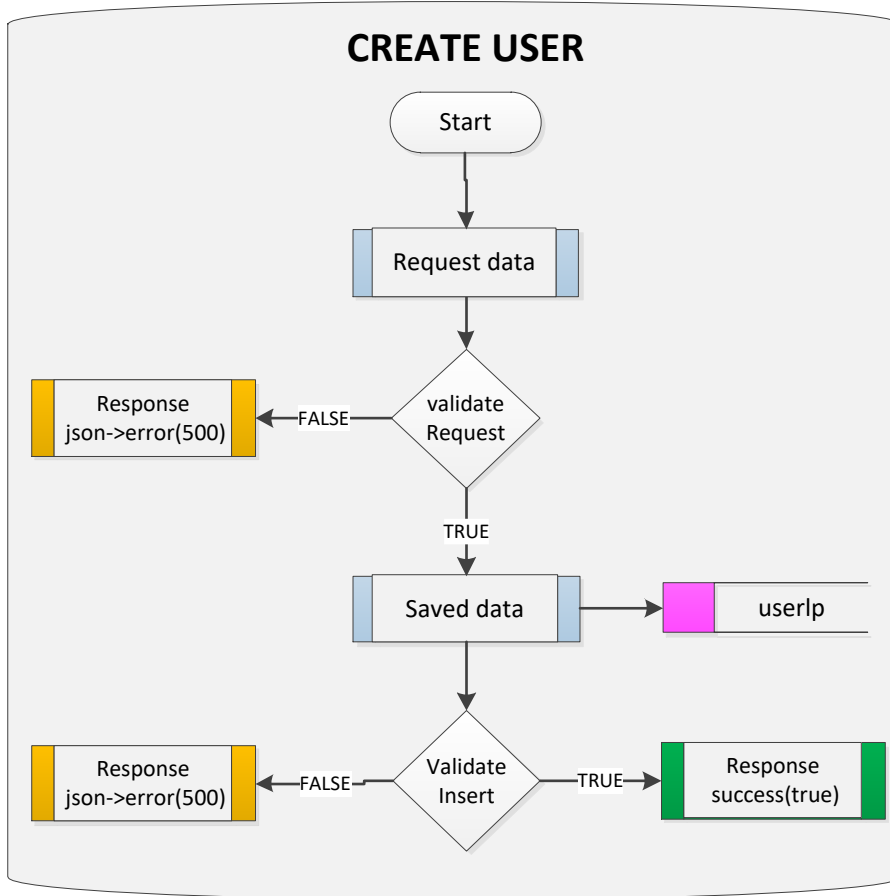 CREATE USER
Start
Request data
validate
Request
FALSE
Response
json->error(500)
TRUE
Saved data
userlp
Validate
Insert
FALSE
Response
json->error(500)
TRUE
Response
success(true)